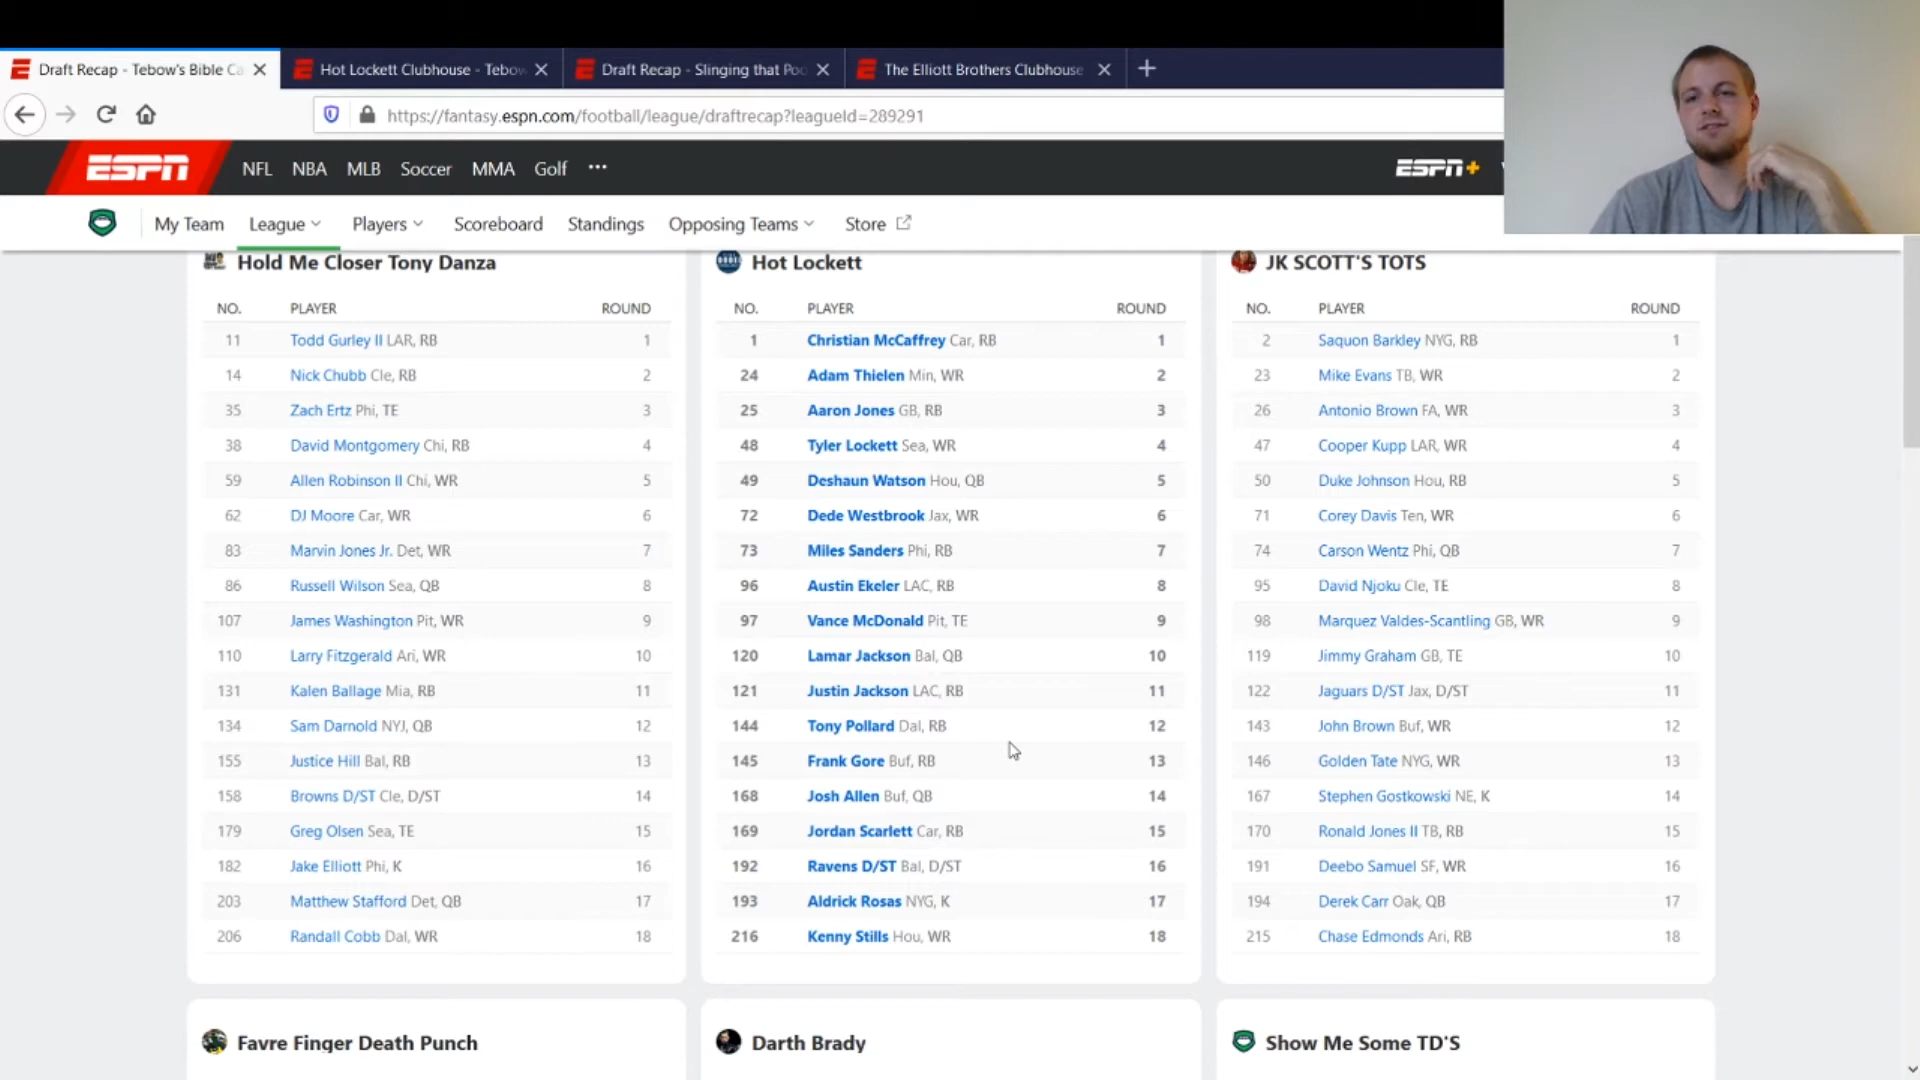 Draft Recap - Tebow's Bible Ca
Hot Lockett Clubhouse - Tebow
Draft Recap - Slinging that Poo
The Elliott Brothers Clubhouse
https://fantasy.espn.com/football/league/draftrecap?leagueId=289291
ESPN NFL NBA MLB Soccer MMA Golf ••• ESPN+
My Team League Players Scoreboard Standings Opposing Teams Store
Hold Me Closer Tony Danza
NO. PLAYER ROUND
11 Todd Gurley II LAR, RB 1
14 Nick Chubb Cle, RB 2
35 Zach Ertz Phi, TE 3
38 David Montgomery Chi, RB 4
59 Allen Robinson II Chi, WR 5
62 DJ Moore Car, WR 6
83 Marvin Jones Jr. Det, WR 7
86 Russell Wilson Sea, QB 8
107 James Washington Pit, WR 9
110 Larry Fitzgerald Ari, WR 10
131 Kalen Ballage Mia, RB 11
134 Sam Darnold NYJ, QB 12
155 Justice Hill Bal, RB 13
158 Browns D/ST Cle, D/ST 14
179 Greg Olsen Sea, TE 15
182 Jake Elliott Phi, K 16
203 Matthew Stafford Det, QB 17
206 Randall Cobb Dal, WR 18
Hot Lockett
NO. PLAYER ROUND
1 Christian McCaffrey Car, RB 1
24 Adam Thielen Min, WR 2
25 Aaron Jones GB, RB 3
48 Tyler Lockett Sea, WR 4
49 Deshaun Watson Hou, QB 5
72 Dede Westbrook Jax, WR 6
73 Miles Sanders Phi, RB 7
96 Austin Ekeler LAC, RB 8
97 Vance McDonald Pit, TE 9
120 Lamar Jackson Bal, QB 10
121 Justin Jackson LAC, RB 11
144 Tony Pollard Dal, RB 12
145 Frank Gore Buf, RB 13
168 Josh Allen Buf, QB 14
169 Jordan Scarlett Car, RB 15
192 Ravens D/ST Bal, D/ST 16
193 Aldrick Rosas NYG, K 17
216 Kenny Stills Hou, WR 18
JK SCOTT'S TOTS
NO. PLAYER ROUND
2 Saquon Barkley NYG, RB 1
23 Mike Evans TB, WR 2
26 Antonio Brown FA, WR 3
47 Cooper Kupp LAR, WR 4
50 Duke Johnson Hou, RB 5
71 Corey Davis Ten, WR 6
74 Carson Wentz Phi, QB 7
95 David Njoku Cle, TE 8
98 Marquez Valdes-Scantling GB, WR 9
119 Jimmy Graham GB, TE 10
122 Jaguars D/ST Jax, D/ST 11
143 John Brown Buf, WR 12
146 Golden Tate NYG, WR 13
167 Stephen Gostkowski NE, K 14
170 Ronald Jones II TB, RB 15
191 Deebo Samuel SF, WR 16
194 Derek Carr Oak, QB 17
215 Chase Edmonds Ari, RB 18
Favre Finger Death Punch
Darth Brady
Show Me Some TD'S